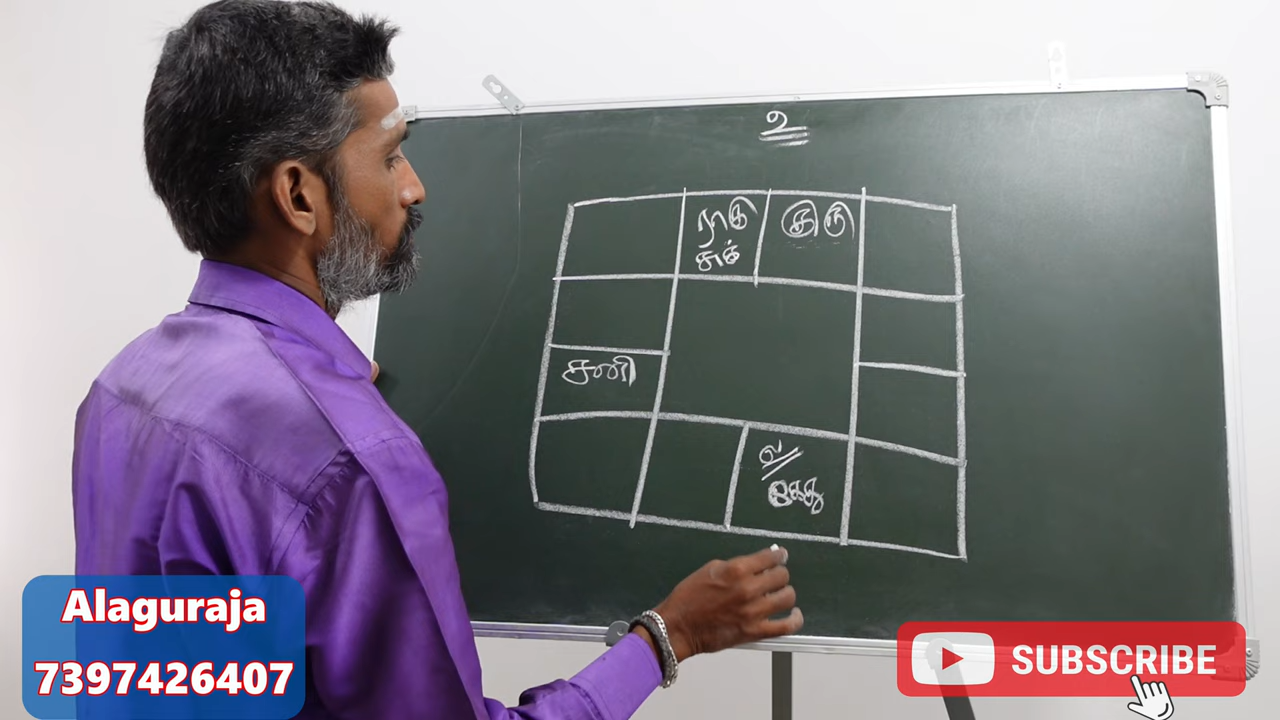 உ
ராகு
சுக்
குரு
சனி
ல/
கேது
Alaguraja
7397426407
SUBSCRIBE